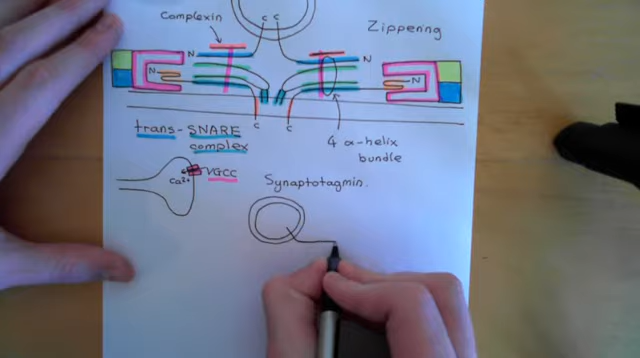 C C
Complexin
Zippering
N N
N N
C C
trans-SNARE
complex
4 α-helix
bundle
Ca²⁺ VGCC
Synaptotagmin.